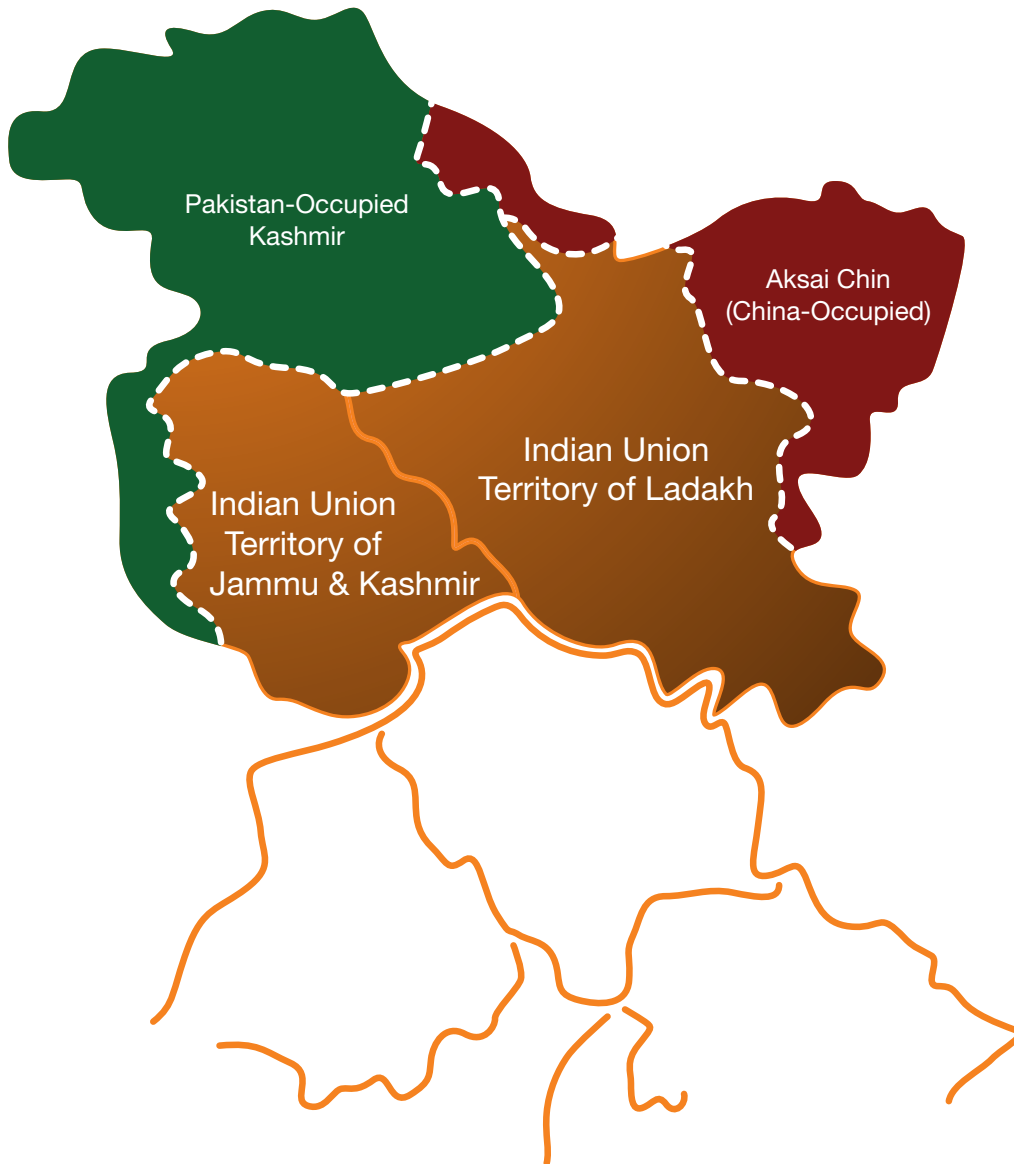 Pakistan-Occupied
Kashmir
Aksai Chin
(China-Occupied)
Indian Union
Territory of Ladakh
Indian Union
Territory of
Jammu & Kashmir